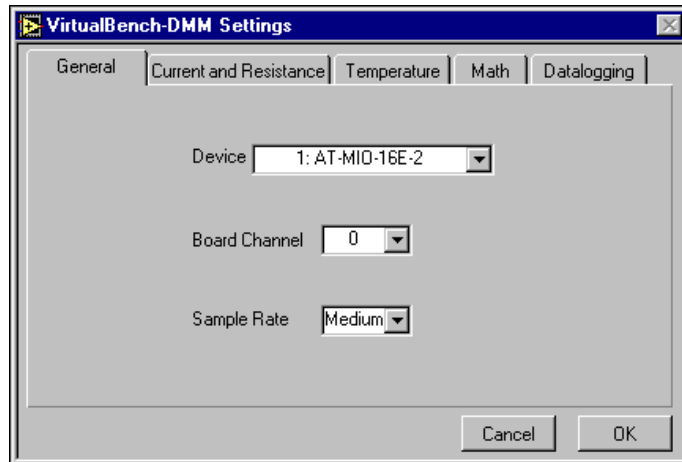 VirtualBench-DMM Settings
General Current and Resistance Temperature Math Datalogging
Device 1: AT-MIO-16E-2
Board Channel 0
Sample Rate Medium
Cancel OK